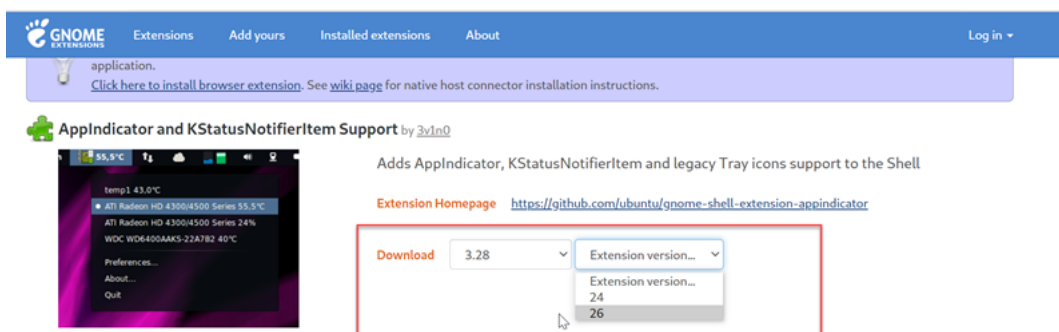 GNOME EXTENSIONS Extensions Add yours Installed extensions About Log in
application.
Click here to install browser extension. See wiki page for native host connector installation instructions.
AppIndicator and KStatusNotifierItem Support by 3v1n0
55,5°C
temp1 43,0°C
ATI Radeon HD 4300/4500 Series 55,5°C
ATI Radeon HD 4300/4500 Series 24%
WDC WD6400AAKS-22A7B2 40°C
Preferences...
About...
Quit
Adds AppIndicator, KStatusNotifierItem and legacy Tray icons support to the Shell
Extension Homepage https://github.com/ubuntu/gnome-shell-extension-appindicator
Download 3.28 Extension version...
Extension version...
24
26